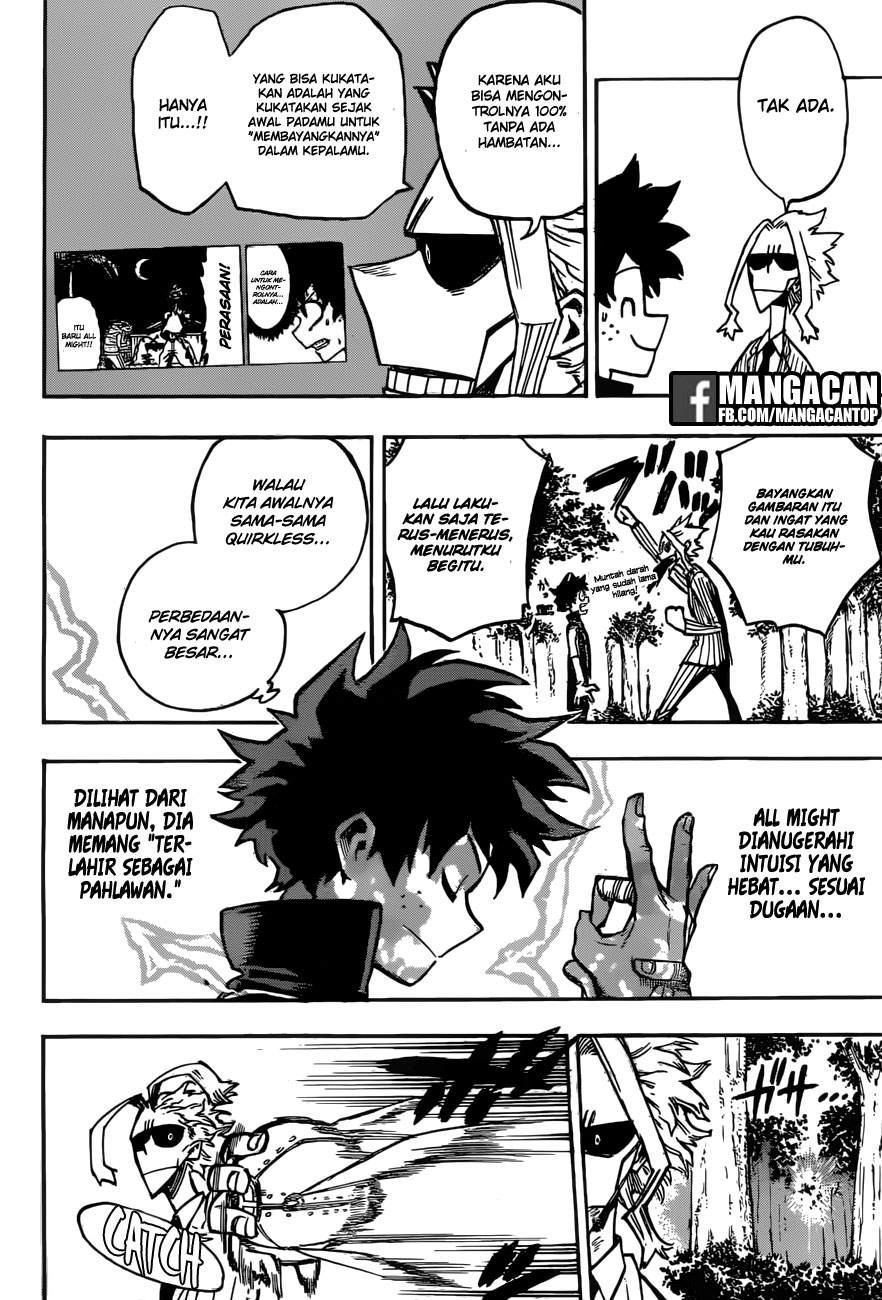 TAK ADA.
KARENA AKU
BISA MENGON-
TROLNYA 100%
TANPA ADA
HAMBATAN...
YANG BISA KUKATA-
KAN ADALAH YANG
KUKATAKAN SEJAK
AWAL PADAMU UNTUK
"MEMBAYANGKANNYA"
DALAM KEPALAMU.
HANYA
ITU...!!
CARA
UNTUK ME-
NGONT-
ROLNYA...
ADALAH...
PERASAAN!
ITU
BARU ALL
MIGHT!!
f MANGACAN
FB.COM/MANGACANTOP
BAYANGKAN
GAMBARAN ITU
DAN INGAT YANG
KAU RASAKAN
DENGAN TUBUH-
MU.
Muntah darah
yang sudah lama
hilang!
LALU LAKU-
KAN SAJA TE-
RUS-MENERUS,
MENURUTKU
BEGITU.
WALAU
KITA AWALNYA
SAMA-SAMA
QUIRKLESS...
PERBEDAAN-
NYA SANGAT
BESAR...
ALL MIGHT
DIANUGERAHI
INTUISI YANG
HEBAT... SESUAI
DUGAAN...
DILIHAT DARI
MANAPUN, DIA
MEMANG "TER-
LAHIR SEBAGAI
PAHLAWAN."
ガサ...
CATCH